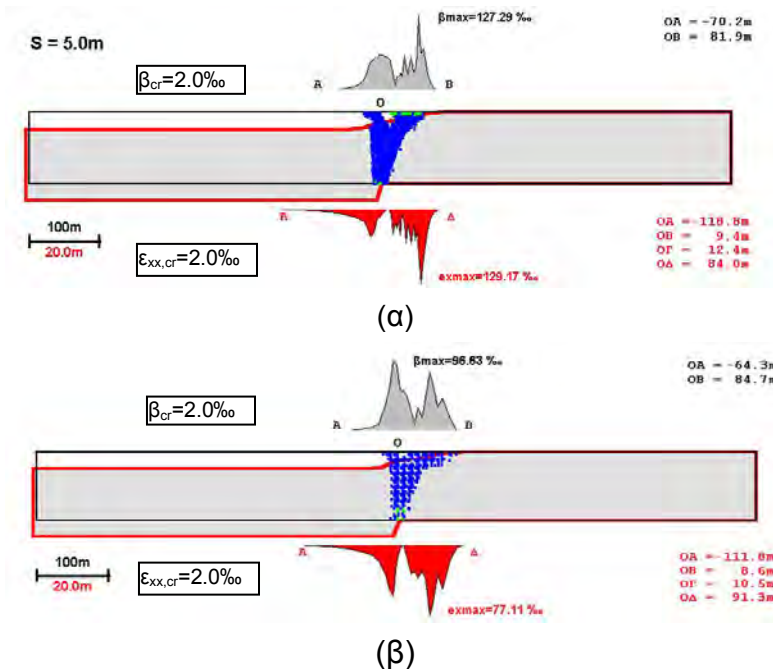 βmax=127.29 ‰
OA = -70.2m
OB = 81.9m
S = 5.0m
βcr=2.0‰
A
B
O
100m
20.0m
εxx,cr=2.0‰
A
Δ
exmax=129.17 ‰
OA =-118.8m
OB = 9.4m
OΓ = 12.4m
OΔ = 84.0m
(α)
βmax=96.63 ‰
OA = -64.3m
OB = 84.7m
βcr=2.0‰
A
B
O
100m
20.0m
εxx,cr=2.0‰
A
Δ
exmax=77.11 ‰
OA =-111.8m
OB = 8.6m
OΓ = 10.5m
OΔ = 91.3m
(β)